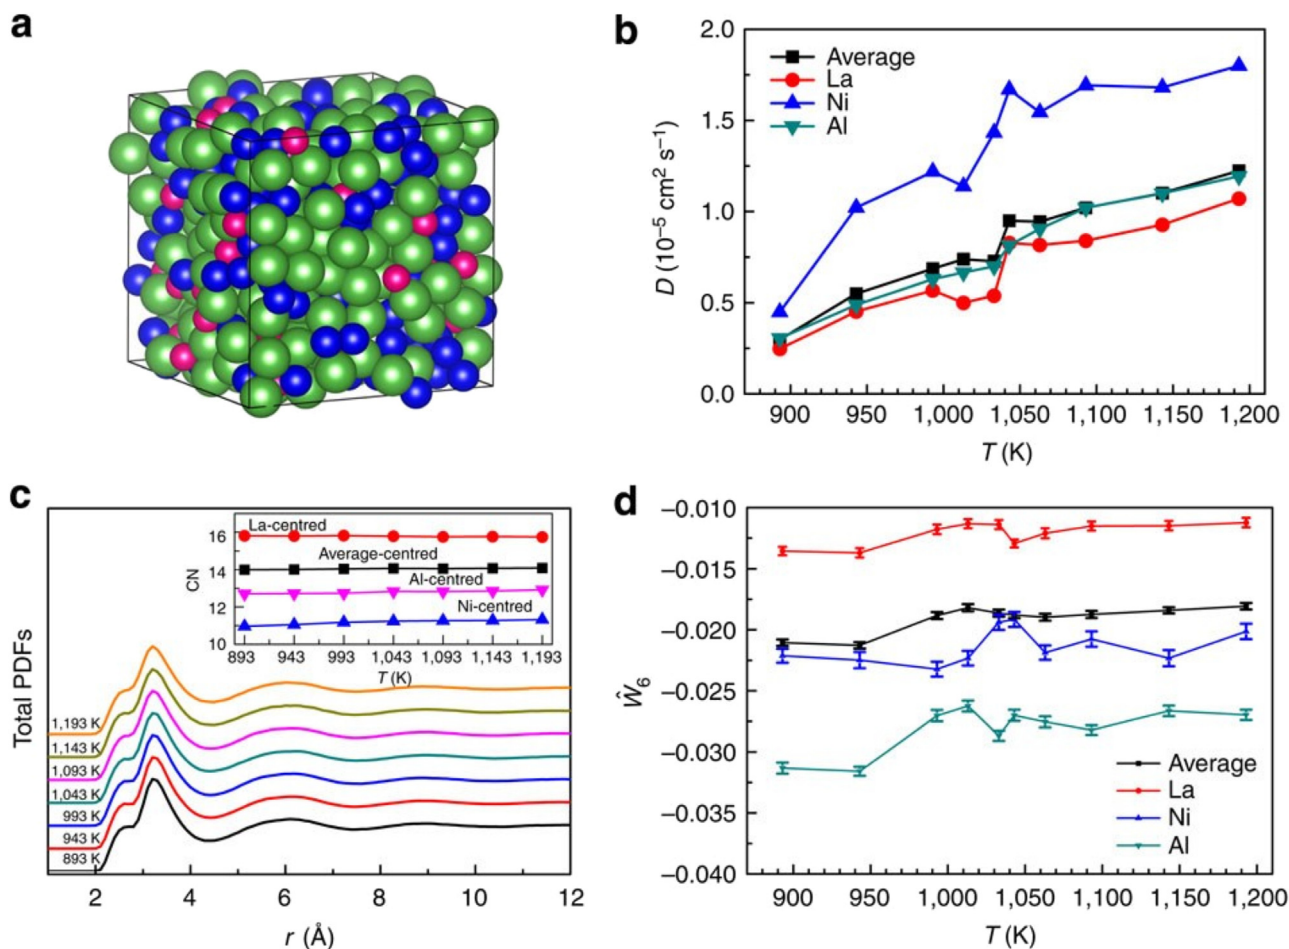 a
b
2.0
1.5
1.0
0.5
0.0
D (10⁻⁵ cm² s⁻¹)
Average
La
Ni
Al
900 950 1,000 1,050 1,100 1,150 1,200
T (K)
c
Total PDFs
La-centred
Average-centred
Al-centred
Ni-centred
CN
16
14
12
10
893 943 993 1,043 1,093 1,143 1,193
T (K)
1,193 K
1,143 K
1,093 K
1,043 K
993 K
943 K
893 K
2 4 6 8 10 12
r (Å)
d
−0.010
−0.015
−0.020
−0.025
−0.030
−0.035
−0.040
Ŵ₆
Average
La
Ni
Al
900 950 1,000 1,050 1,100 1,150 1,200
T (K)